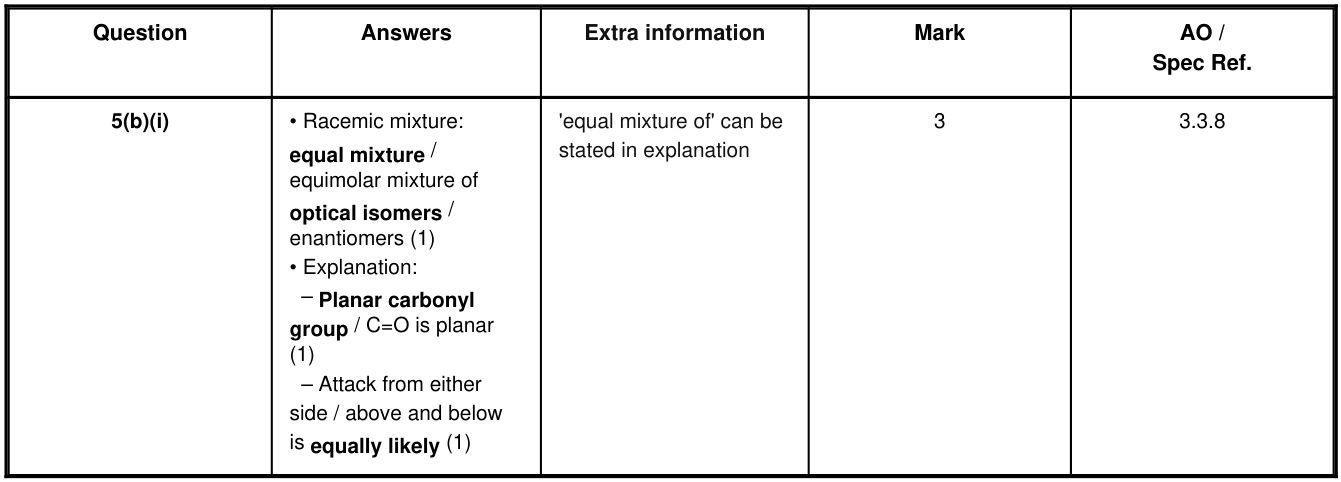 Question Answers Extra information Mark AO /
Spec Ref.
5(b)(i)
• Racemic mixture:
equal mixture /
equimolar mixture of
optical isomers /
enantiomers (1)
• Explanation:
– Planar carbonyl
group / C=O is planar
(1)
– Attack from either
side / above and below
is equally likely (1)
'equal mixture of' can be
stated in explanation
3
3.3.8